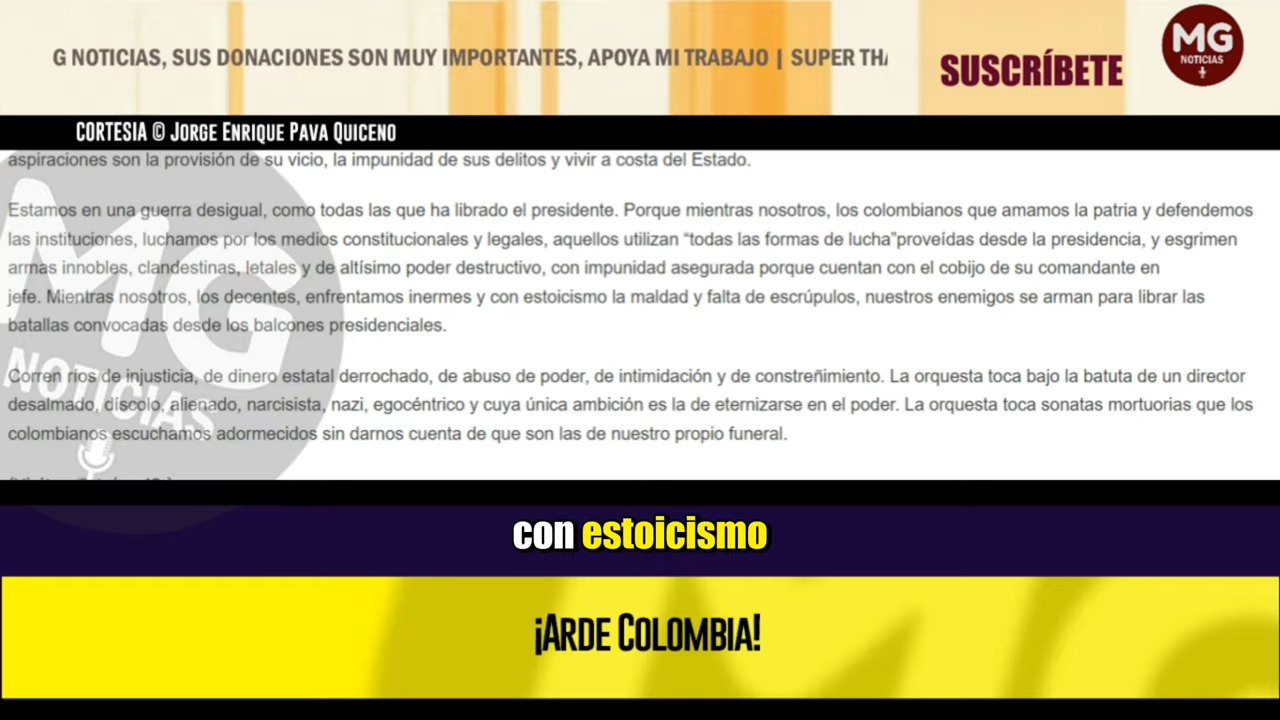 G NOTICIAS, SUS DONACIONES SON MUY IMPORTANTES, APOYA MI TRABAJO | SUPER THA
SUSCRÍBETE
MG
NOTICIAS
CORTESIA © JORGE ENRIQUE PAVA QUICENO
aspiraciones son la provisión de su vicio, la impunidad de sus delitos y vivir a costa del Estado.
Estamos en una guerra desigual, como todas las que ha librado el presidente. Porque mientras nosotros, los colombianos que amamos la patria y defendemos
las instituciones, luchamos por los medios constitucionales y legales, aquellos utilizan “todas las formas de lucha”proveídas desde la presidencia, y esgrimen
armas innobles, clandestinas, letales y de altísimo poder destructivo, con impunidad asegurada porque cuentan con el cobijo de su comandante en
jefe. Mientras nosotros, los decentes, enfrentamos inermes y con estoicismo la maldad y falta de escrúpulos, nuestros enemigos se arman para librar las
batallas convocadas desde los balcones presidenciales.
Corren ríos de injusticia, de dinero estatal derrochado, de abuso de poder, de intimidación y de constreñimiento. La orquesta toca bajo la batuta de un director
desalmado, díscolo, alienado, narcisista, nazi, egocéntrico y cuya única ambición es la de eternizarse en el poder. La orquesta toca sonatas mortuorias que los
colombianos escuchamos adormecidos sin darnos cuenta de que son las de nuestro propio funeral.
MG
NOTICIAS
con estoicismo
¡ARDE COLOMBIA!